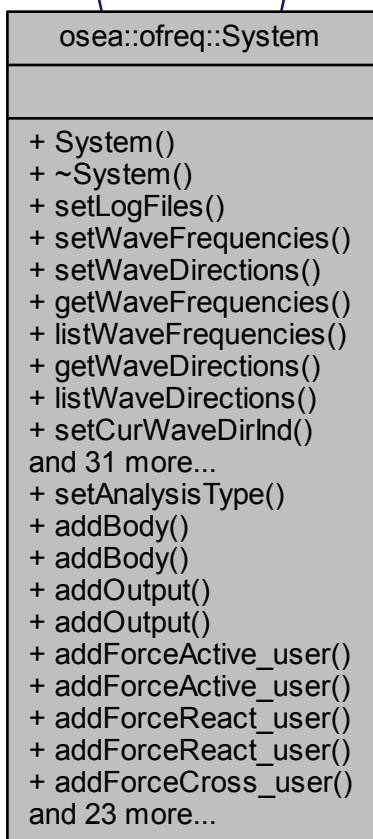 osea::ofreq::System
+ System()
+ ~System()
+ setLogFiles()
+ setWaveFrequencies()
+ setWaveDirections()
+ getWaveFrequencies()
+ listWaveFrequencies()
+ getWaveDirections()
+ listWaveDirections()
+ setCurWaveDirInd()
and 31 more...
+ setAnalysisType()
+ addBody()
+ addBody()
+ addOutput()
+ addOutput()
+ addForceActive_user()
+ addForceActive_user()
+ addForceReact_user()
+ addForceReact_user()
+ addForceCross_user()
and 23 more...